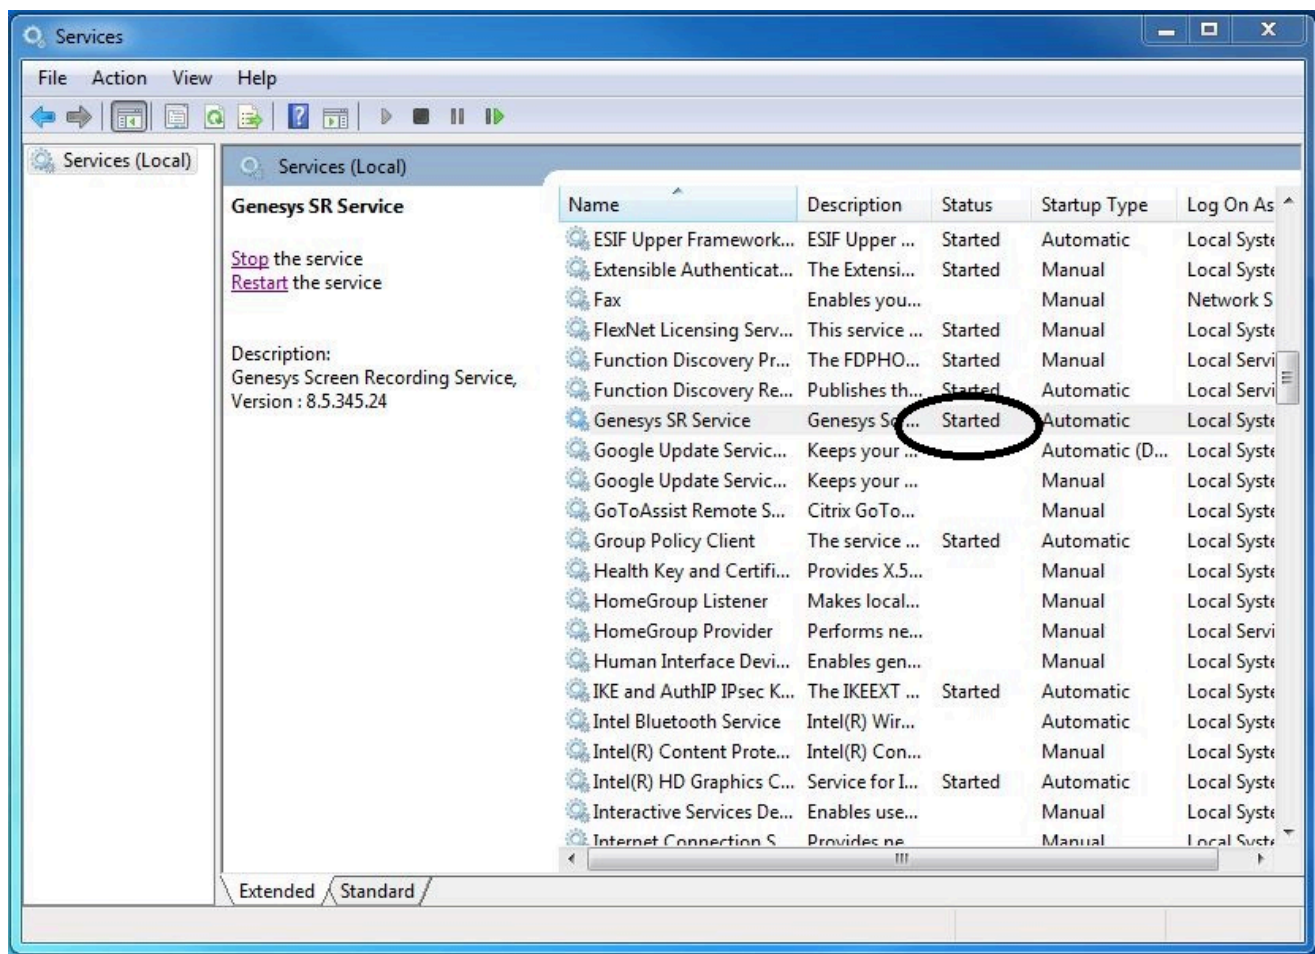 Services
File Action View Help
Services (Local)
Services (Local)
Genesys SR Service
Stop the service
Restart the service
Description:
Genesys Screen Recording Service,
Version : 8.5.345.24
Name Description Status Startup Type Log On As
ESIF Upper Framework... ESIF Upper ... Started Automatic Local Syste
Extensible Authenticat... The Extensi... Started Manual Local Syste
Fax Enables you... Manual Network S
FlexNet Licensing Serv... This service ... Started Manual Local Syste
Function Discovery Pr... The FDPHO... Started Manual Local Servi
Function Discovery Re... Publishes th... Started Automatic Local Servi
Genesys SR Service Genesys Sc... Started Automatic Local Syste
Google Update Servic... Keeps your ... Automatic (D... Local Syste
Google Update Servic... Keeps your ... Manual Local Syste
GoToAssist Remote S... Citrix GoTo... Manual Local Syste
Group Policy Client The service ... Started Automatic Local Syste
Health Key and Certifi... Provides X.5... Manual Local Syste
HomeGroup Listener Makes local... Manual Local Syste
HomeGroup Provider Performs ne... Manual Local Servi
Human Interface Devi... Enables gen... Manual Local Syste
IKE and AuthIP IPsec K... The IKEEXT ... Started Automatic Local Syste
Intel Bluetooth Service Intel(R) Wir... Automatic Local Syste
Intel(R) Content Prote... Intel(R) Con... Manual Local Syste
Intel(R) HD Graphics C... Service for I... Started Automatic Local Syste
Interactive Services De... Enables use... Manual Local Syste
Internet Connection S Provides ne Manual Local Syste
Extended Standard